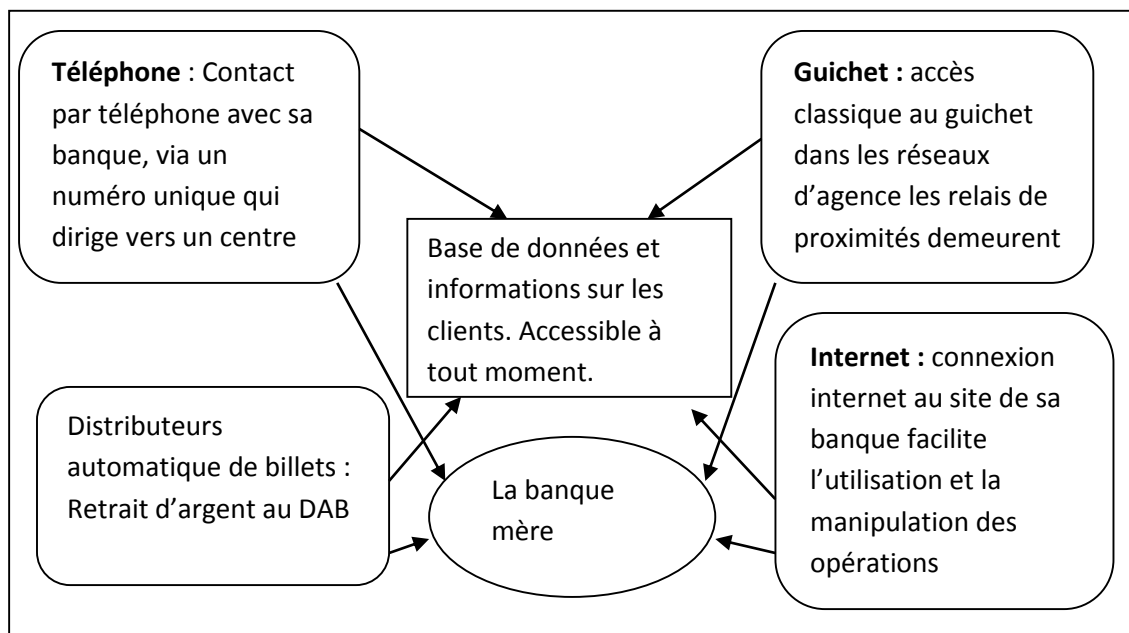 Téléphone : Contact
par téléphone avec sa
banque, via un
numéro unique qui
dirige vers un centre
Guichet : accès
classique au guichet
dans les réseaux
d’agence les relais de
proximités demeurent
Base de données et
informations sur les
clients. Accessible à
tout moment.
Internet : connexion
internet au site de sa
banque facilite
l’utilisation et la
manipulation des
opérations
Distributeurs
automatique de billets :
Retrait d’argent au DAB
La banque
mère